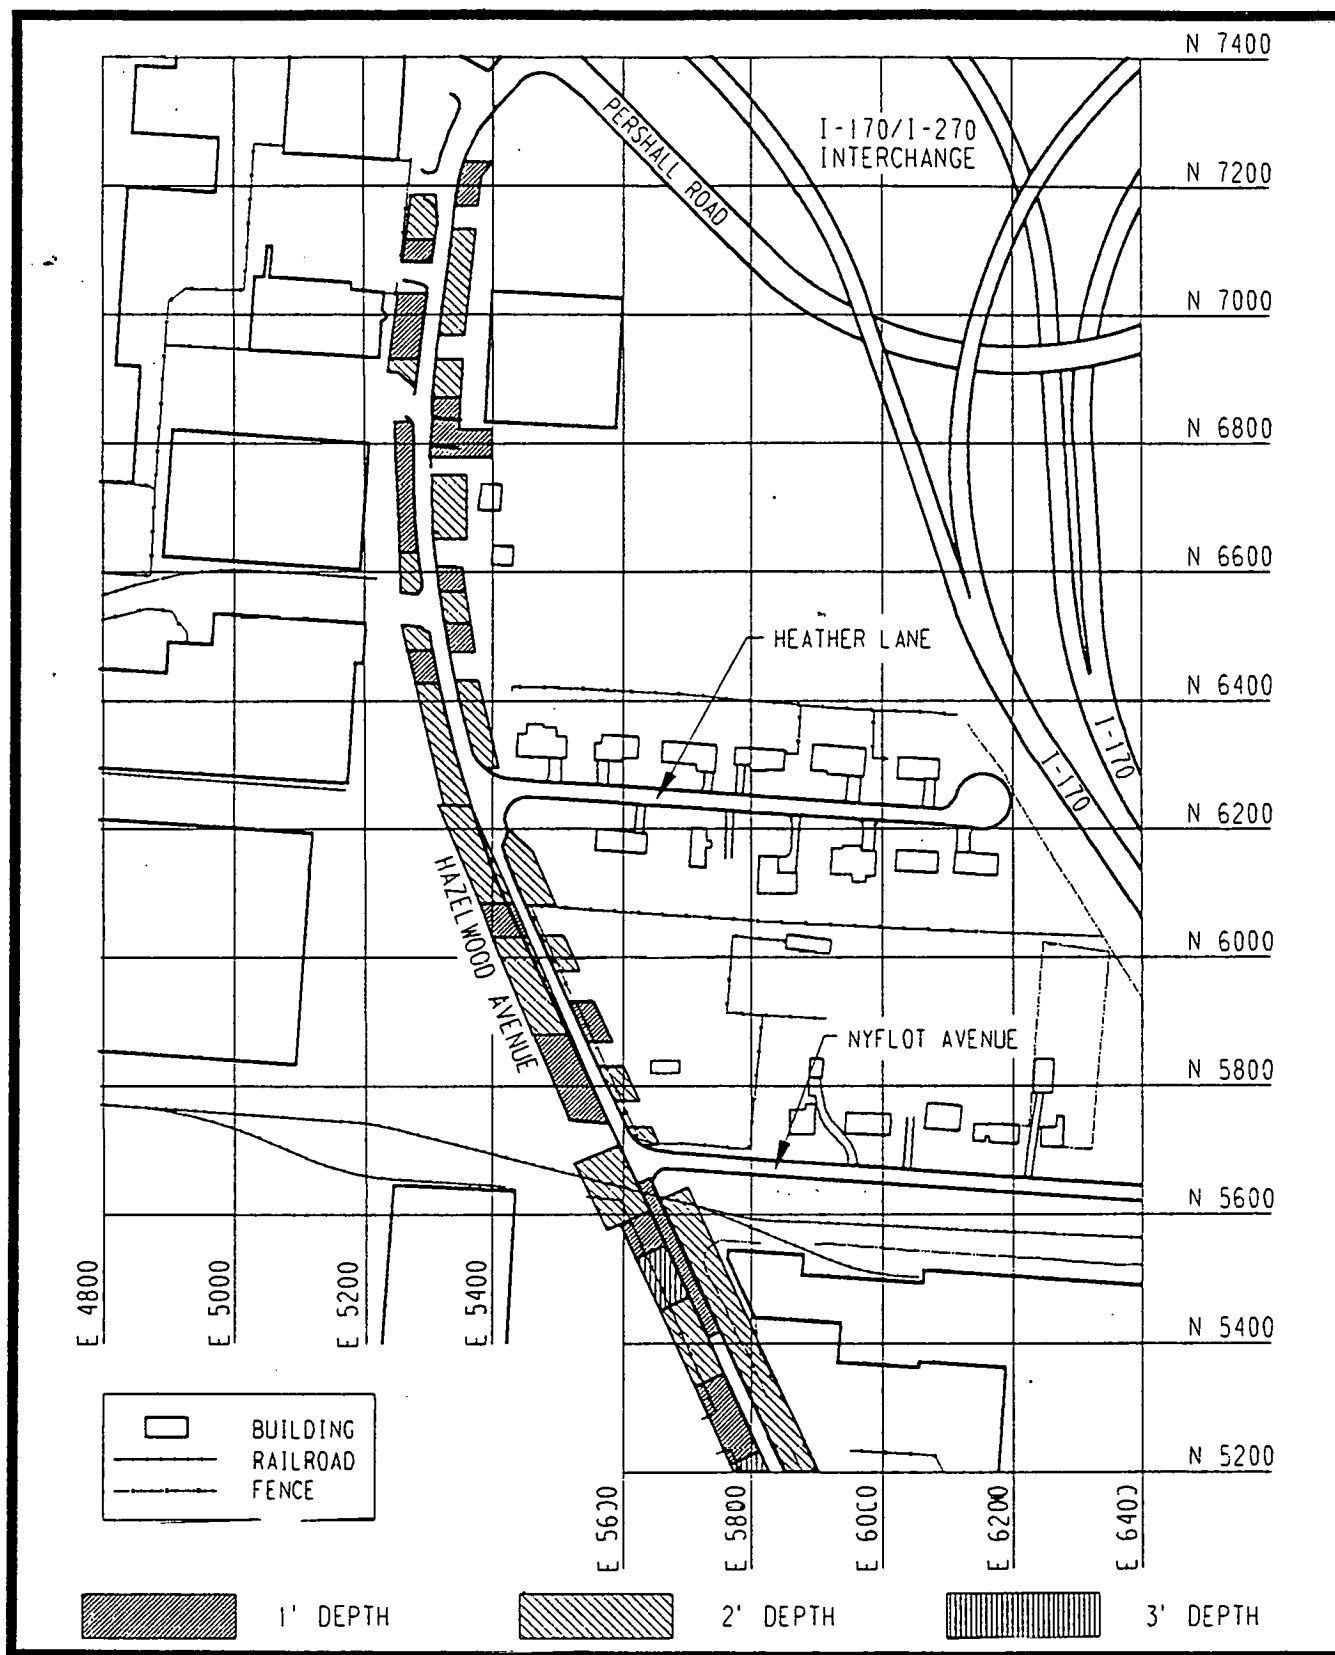 N 7400
PERSHALL ROAD
I-170/I-270
INTERCHANGE
N 7200
N 7000
N 6800
N 6600
HEATHER LANE
N 6400
I-170
I-170
N 6200
HAZELWOOD AVENUE
N 6000
NYFLOT AVENUE
N 5800
N 5600
E 4800
E 5000
E 5200
E 5400
N 5400
BUILDING
RAILROAD
FENCE
N 5200
E 5600
E 5800
E 6000
E 6200
E 6400
1' DEPTH
2' DEPTH
3' DEPTH